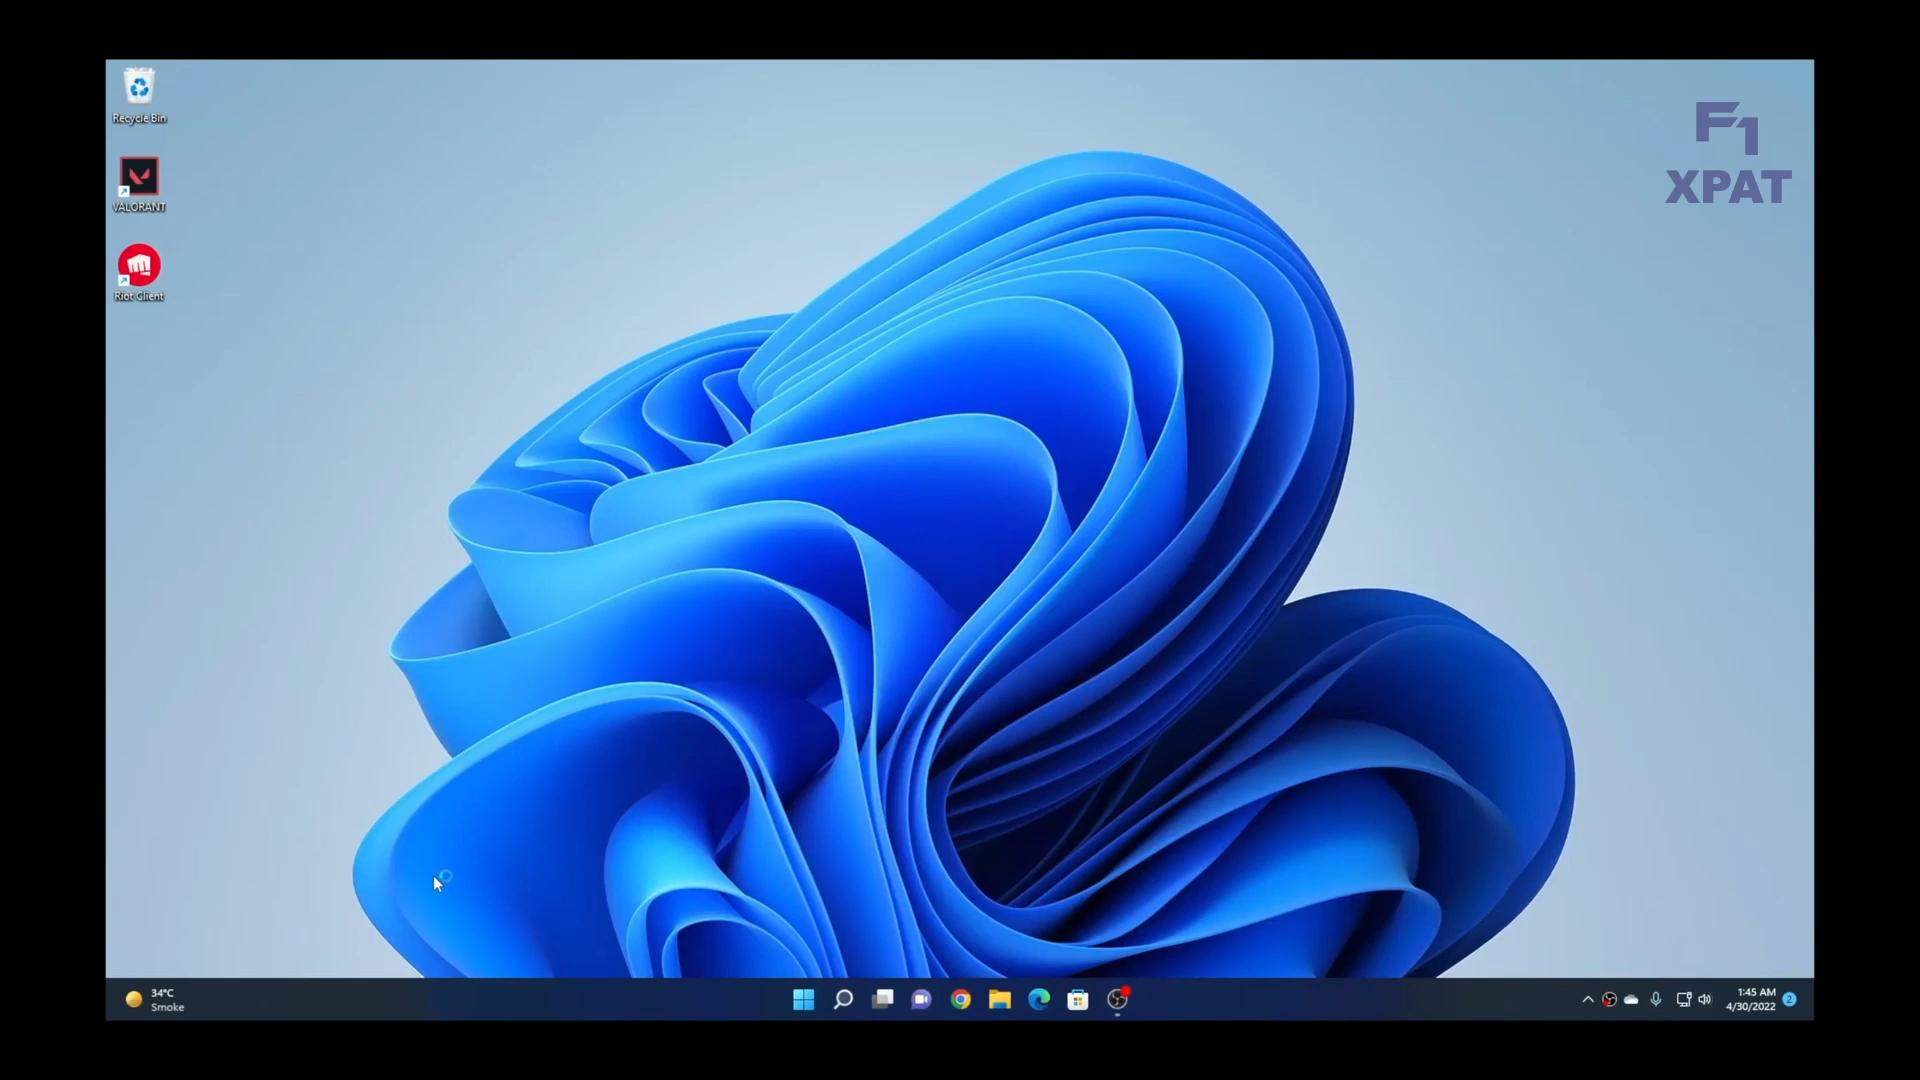 Recycle Bin
VALORANT
Riot Client
F1
XPAT
34°C
Smoke
1:45 AM
4/30/2022
2